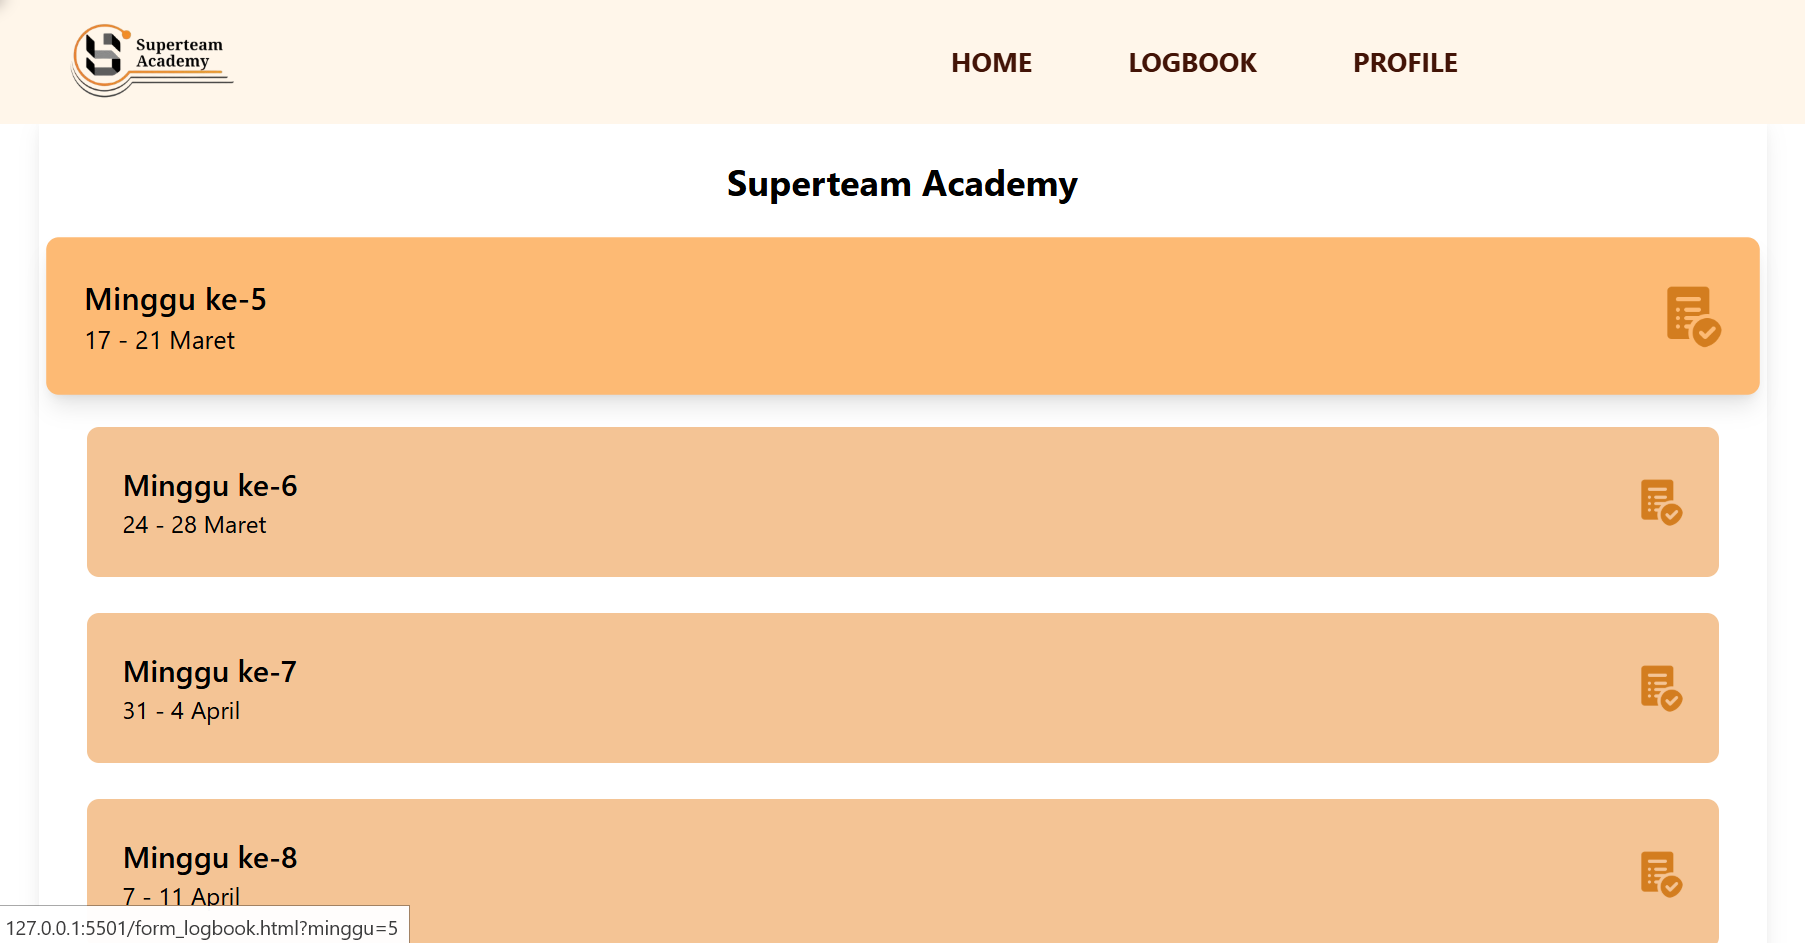 Superteam
Academy
HOME LOGBOOK PROFILE
Superteam Academy
Minggu ke-5
17 - 21 Maret
Minggu ke-6
24 - 28 Maret
Minggu ke-7
31 - 4 April
Minggu ke-8
7 - 11 April
127.0.0.1:5501/form_logbook.html?minggu=5